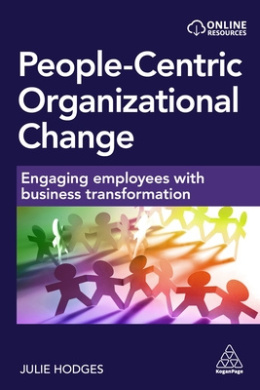 ONLINE
RESOURCES
People-Centric
Organizational
Change
Engaging employees with
business transformation
JULIE HODGES
KoganPage